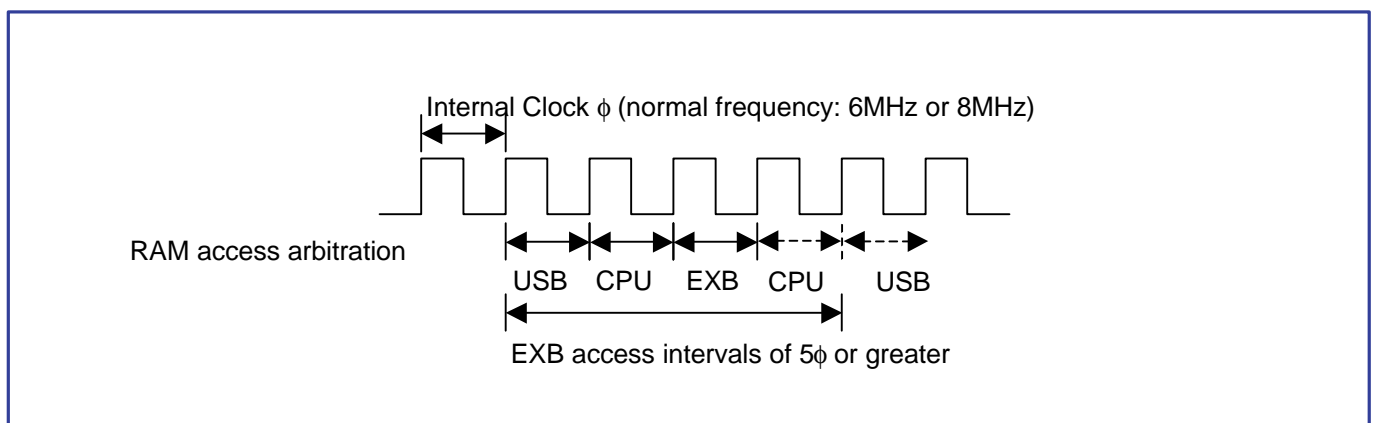 Internal Clock ϕ (normal frequency: 6MHz or 8MHz)
RAM access arbitration
USB CPU EXB CPU USB
EXB access intervals of 5ϕ or greater